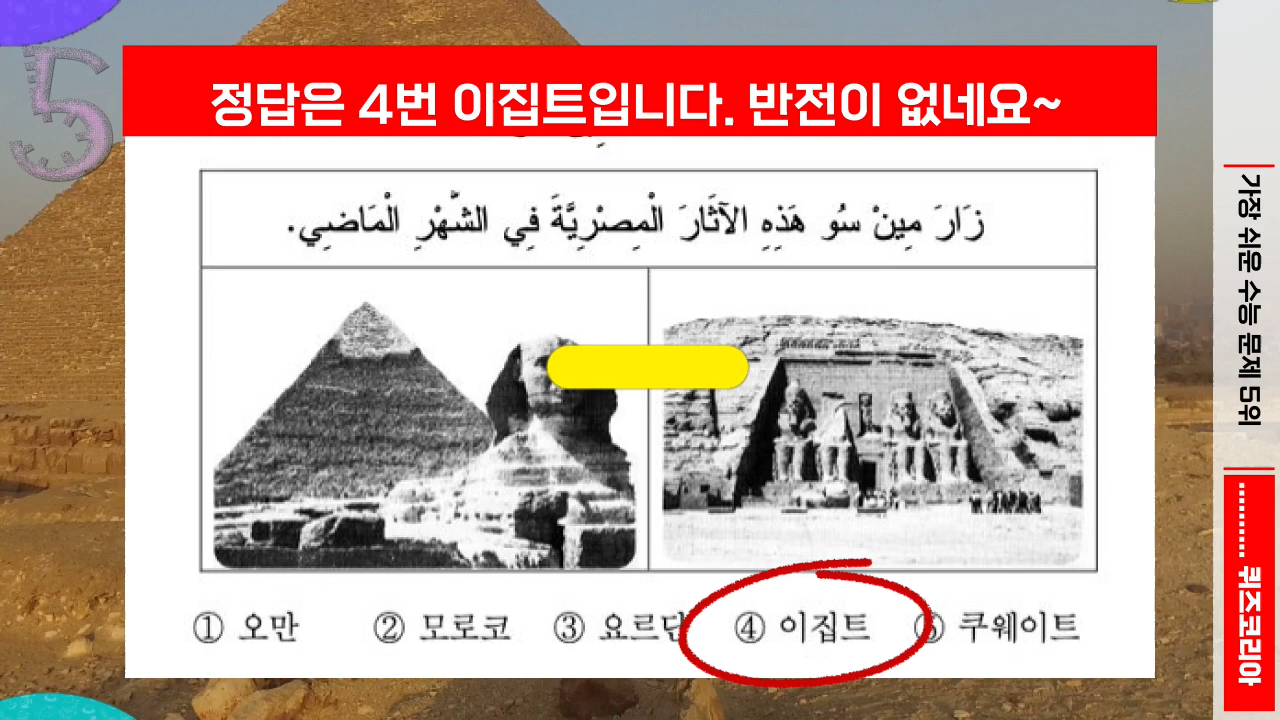 정답은 4번 이집트입니다. 반전이 없네요~
زَارَ مِينْ سُو هَذِهِ الآثَارَ الْمِصْرِيَّةَ فِي الشَّهْرِ الْمَاضِي.
① 오만 ② 모로코 ③ 요르단 ④ 이집트 ⑤ 쿠웨이트
5
가장 쉬운 수능 문제 5위
퀴즈코리아